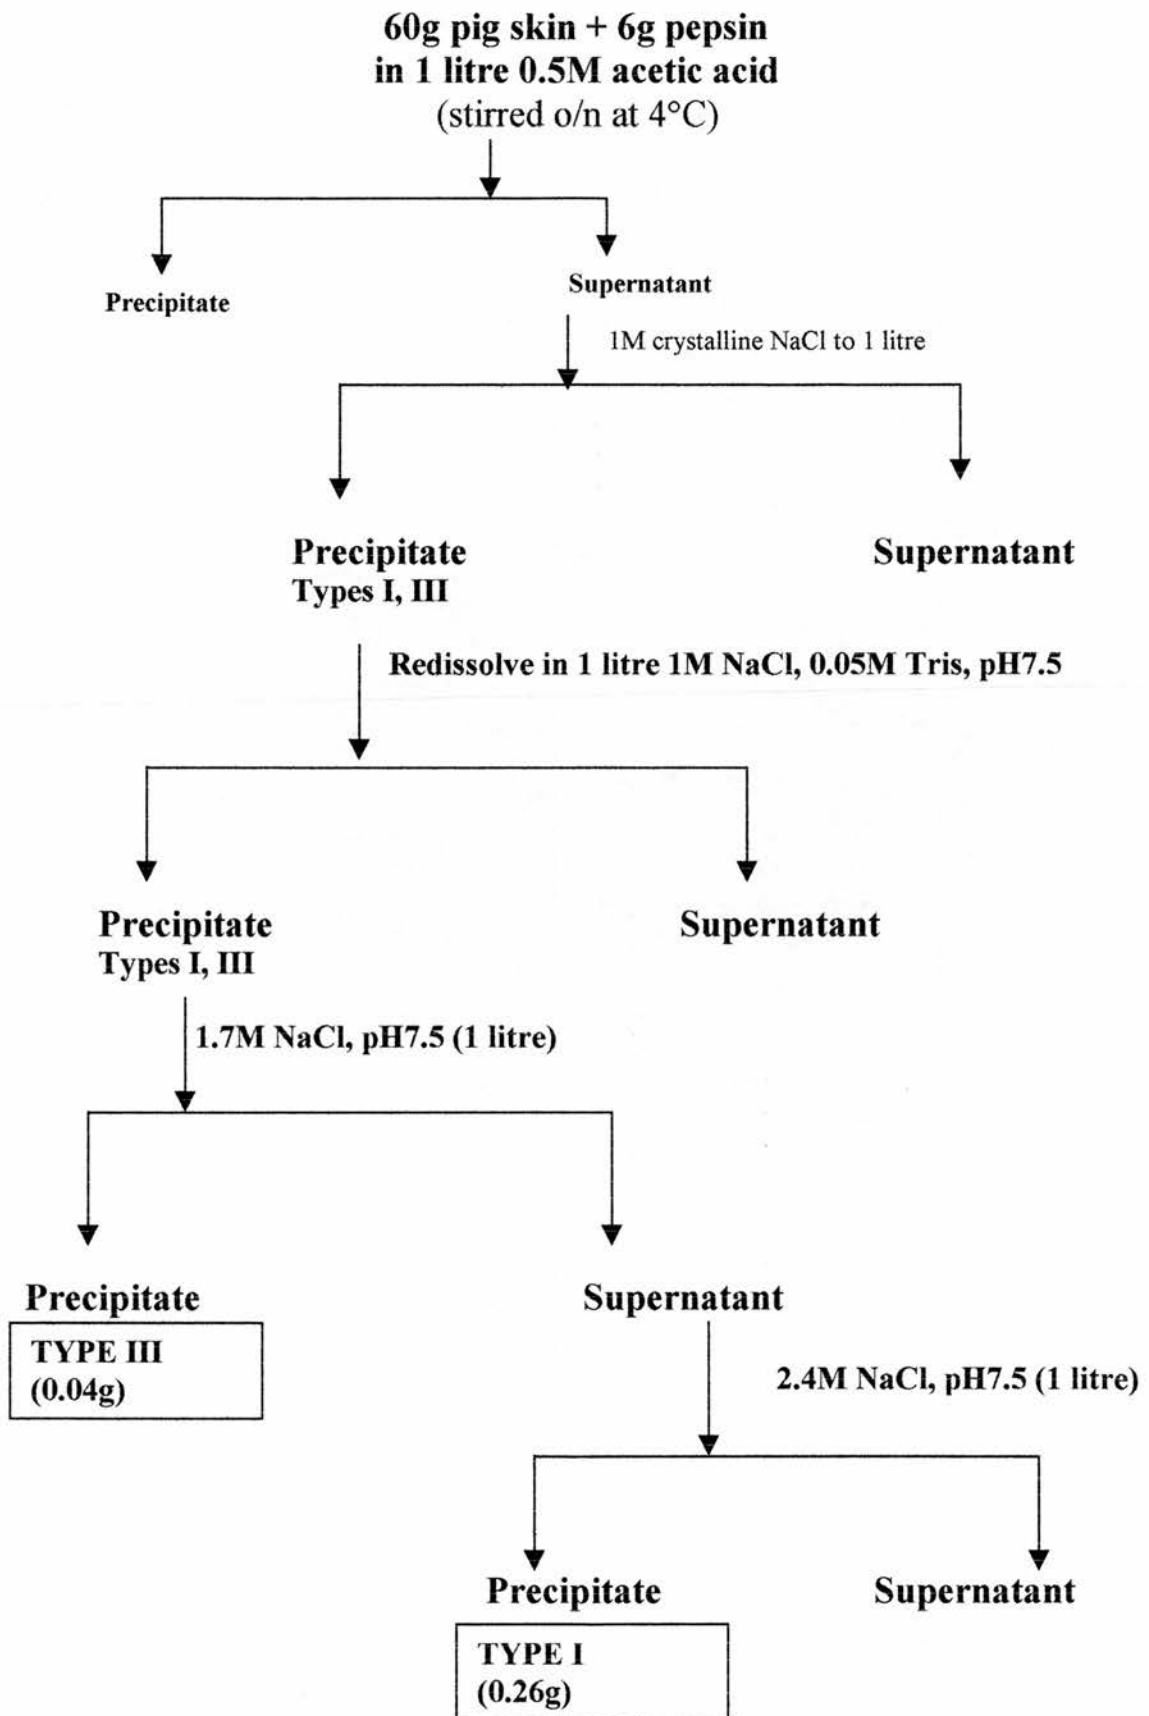 60g pig skin + 6g pepsin
in 1 litre 0.5M acetic acid
(stirred o/n at 4°C)
Precipitate
Supernatant
1M crystalline NaCl to 1 litre
Precipitate
Types I, III
Supernatant
Redissolve in 1 litre 1M NaCl, 0.05M Tris, pH7.5
Precipitate
Types I, III
Supernatant
1.7M NaCl, pH7.5 (1 litre)
Precipitate
TYPE III
(0.04g)
Supernatant
2.4M NaCl, pH7.5 (1 litre)
Precipitate
TYPE I
(0.26g)
Supernatant